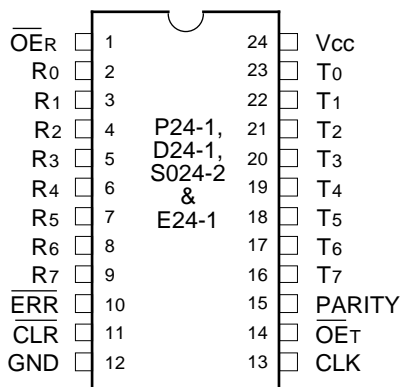 OER 1 24 Vcc
R0 2 23 T0
R1 3 22 T1
R2 4 P24-1, 21 T2
R3 5 D24-1, 20 T3
R4 6 S024-2 19 T4
R5 7 & 18 T5
R6 8 E24-1 17 T6
R7 9 16 T7
ERR 10 15 PARITY
CLR 11 14 OET
GND 12 13 CLK